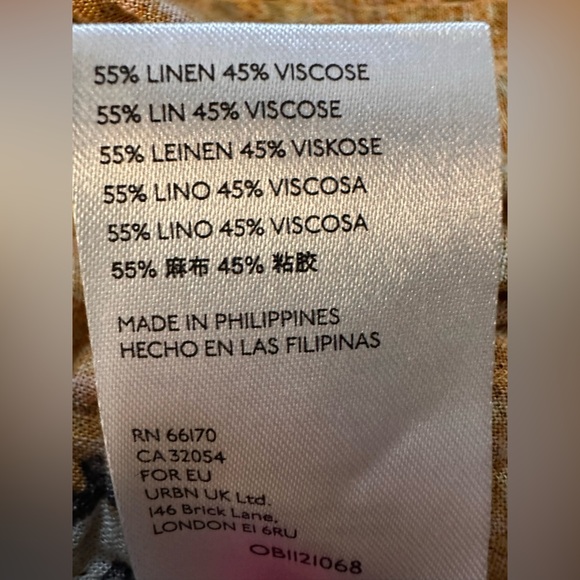 55% LINEN 45% VISCOSE
55% LIN 45% VISCOSE
55% LEINEN 45% VISKOSE
55% LINO 45% VISCOSA
55% LINO 45% VISCOSA
55% 麻布 45% 粘胶
MADE IN PHILIPPINES
HECHO EN LAS FILIPINAS
RN 66170
CA 32054
FOR EU
URBN UK Ltd.
146 Brick Lane,
LONDON E1 6RU
OB1121068